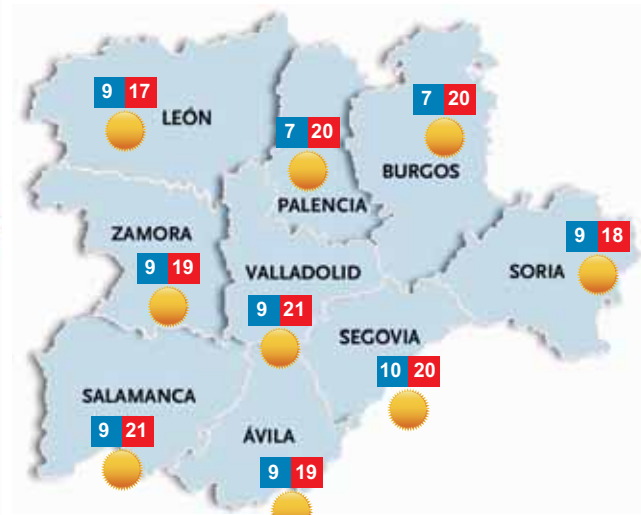 9 17
LEÓN
7 20
BURGOS
7 20
PALENCIA
ZAMORA
9 19
VALLADOLID
9 21
9 18
SORIA
SEGOVIA
10 20
SALAMANCA
9 21
ÁVILA
9 19